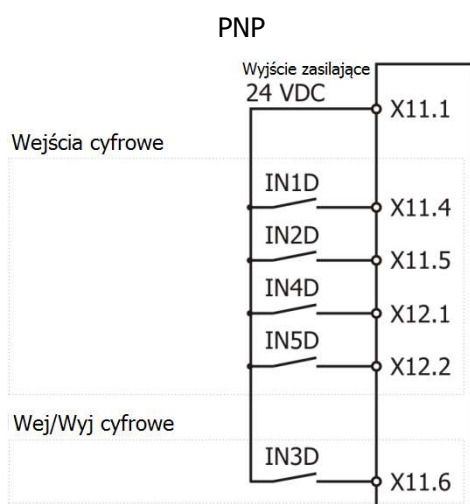 PNP
Wyjście zasilające
24 VDC
X11.1
Wejścia cyfrowe
IN1D
X11.4
IN2D
X11.5
IN4D
X12.1
IN5D
X12.2
Wej/Wyj cyfrowe
IN3D
X11.6